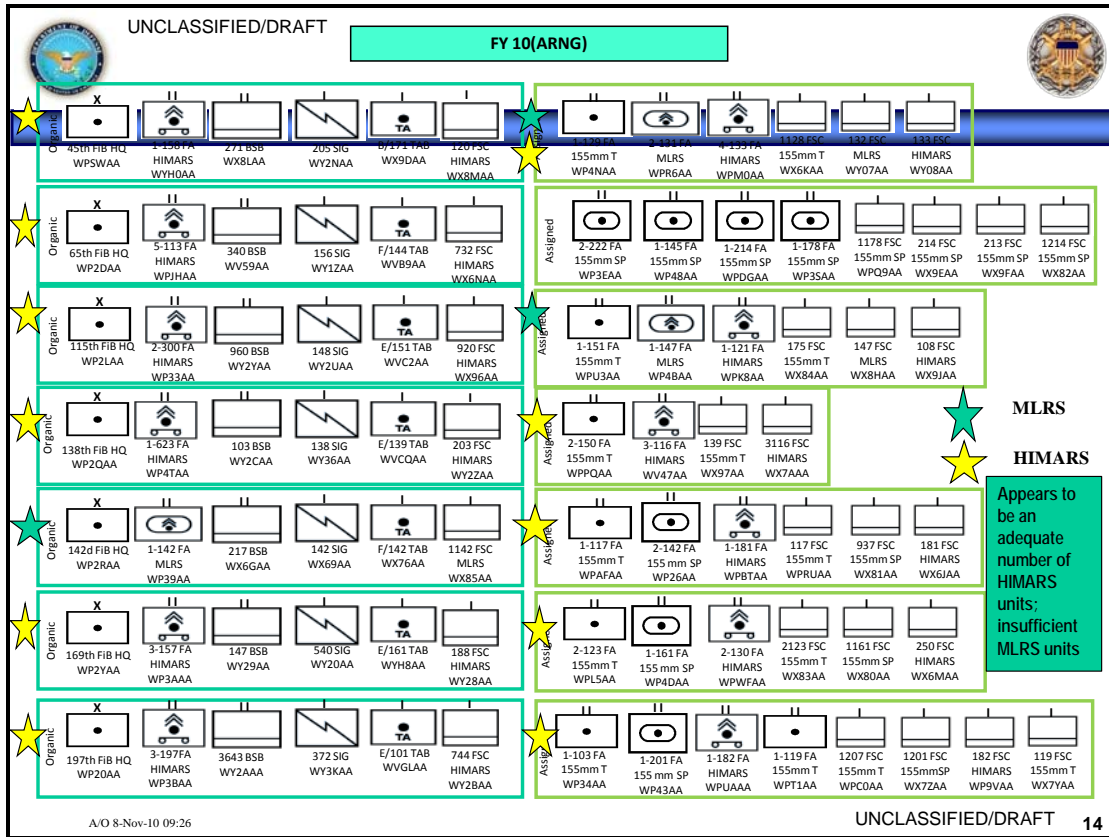 UNCLASSIFIED/DRAFT
FY 10(ARNG)
Organic
X
45th FiB HQ
WPSWAA
1-158 FA
HIMARS
WYH0AA
271 BSB
WX8LAA
205 SIG
WY2NAA
TA
B/171 TAB
WX9DAA
120 FSC
HIMARS
WX8MAA
1-129 FA
155mm T
WP4NAA
2-131 FA
MLRS
WPR6AA
4-133 FA
HIMARS
WPM0AA
1128 FSC
155mm T
WX6KAA
132 FSC
MLRS
WY07AA
133 FSC
HIMARS
WY08AA
Organic
X
65th FiB HQ
WP2DAA
5-113 FA
HIMARS
WPJHAA
340 BSB
WV59AA
156 SIG
WY1ZAA
TA
F/144 TAB
WVB9AA
732 FSC
HIMARS
WX6NAA
Assigned
2-222 FA
155mm SP
WP3EAA
1-145 FA
155mm SP
WP48AA
1-214 FA
155mm SP
WPDGAA
1-178 FA
155mm SP
WP3SAA
1178 FSC
155mm SP
WPQ9AA
214 FSC
155mm SP
WX9EAA
213 FSC
155mm SP
WX9FAA
1214 FSC
155mm SP
WX82AA
Organic
X
115th FiB HQ
WP2LAA
2-300 FA
HIMARS
WP33AA
960 BSB
WY2YAA
148 SIG
WY2UAA
TA
E/151 TAB
WVC2AA
920 FSC
HIMARS
WX96AA
Assigned
1-151 FA
155mm T
WPU3AA
1-147 FA
MLRS
WP4BAA
1-121 FA
HIMARS
WPK8AA
175 FSC
155mm T
WX84AA
147 FSC
MLRS
WX8HAA
108 FSC
HIMARS
WX9JAA
Organic
X
138th FiB HQ
WP2QAA
1-623 FA
HIMARS
WP4TAA
103 BSB
WY2CAA
138 SIG
WY36AA
TA
E/139 TAB
WVCQAA
203 FSC
HIMARS
WY2ZAA
Assigned
2-150 FA
155mm T
WPPQAA
3-116 FA
HIMARS
WV47AA
139 FSC
155mm T
WX97AA
3116 FSC
HIMARS
WX7AAA
MLRS
HIMARS
Appears to
be an
adequate
number of
HIMARS
units;
insufficient
MLRS units
Organic
X
142d FiB HQ
WP2RAA
1-142 FA
MLRS
WP39AA
217 BSB
WX6GAA
142 SIG
WX69AA
TA
F/142 TAB
WX76AA
1142 FSC
MLRS
WX85AA
1-117 FA
155mm T
WPAFAA
2-142 FA
155 mm SP
WP26AA
1-181 FA
HIMARS
WPBTAA
117 FSC
155mm T
WPRUAA
937 FSC
155mm SP
WX81AA
181 FSC
HIMARS
WX6JAA
Organic
X
169th FiB HQ
WP2YAA
3-157 FA
HIMARS
WP3AAA
147 BSB
WY29AA
540 SIG
WY20AA
TA
E/161 TAB
WYH8AA
188 FSC
HIMARS
WY28AA
2-123 FA
155mm T
WPL5AA
1-161 FA
155 mm SP
WP4DAA
2-130 FA
HIMARS
WPWFAA
2123 FSC
155mm T
WX83AA
1161 FSC
155mm SP
WX80AA
250 FSC
HIMARS
WX6MAA
Organic
X
197th FiB HQ
WP20AA
3-197FA
HIMARS
WP3BAA
3643 BSB
WY2AAA
372 SIG
WY3KAA
TA
E/101 TAB
WVGLAA
744 FSC
HIMARS
WY2BAA
1-103 FA
155mm T
WP34AA
1-201 FA
155 mm SP
WP43AA
1-182 FA
HIMARS
WPUAAA
1-119 FA
155mm T
WPT1AA
1207 FSC
155mm T
WPC0AA
1201 FSC
155mmSP
WX7ZAA
182 FSC
HIMARS
WP9VAA
119 FSC
155mm T
WX7YAA
A/O 8-Nov-10 09:26
UNCLASSIFIED/DRAFT
14